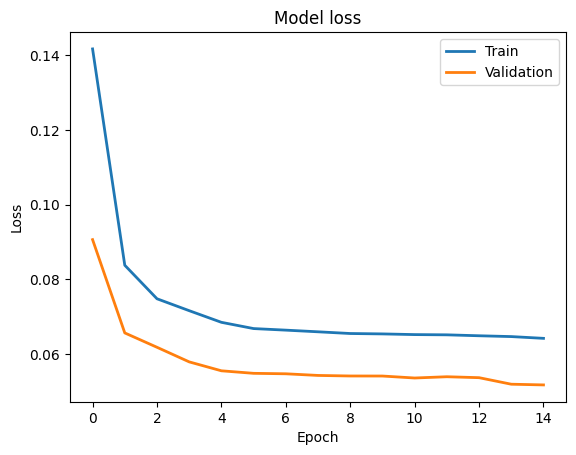 Model loss
Train
Validation
Loss
0.14
0.12
0.10
0.08
0.06
0 2 4 6 8 10 12 14
Epoch